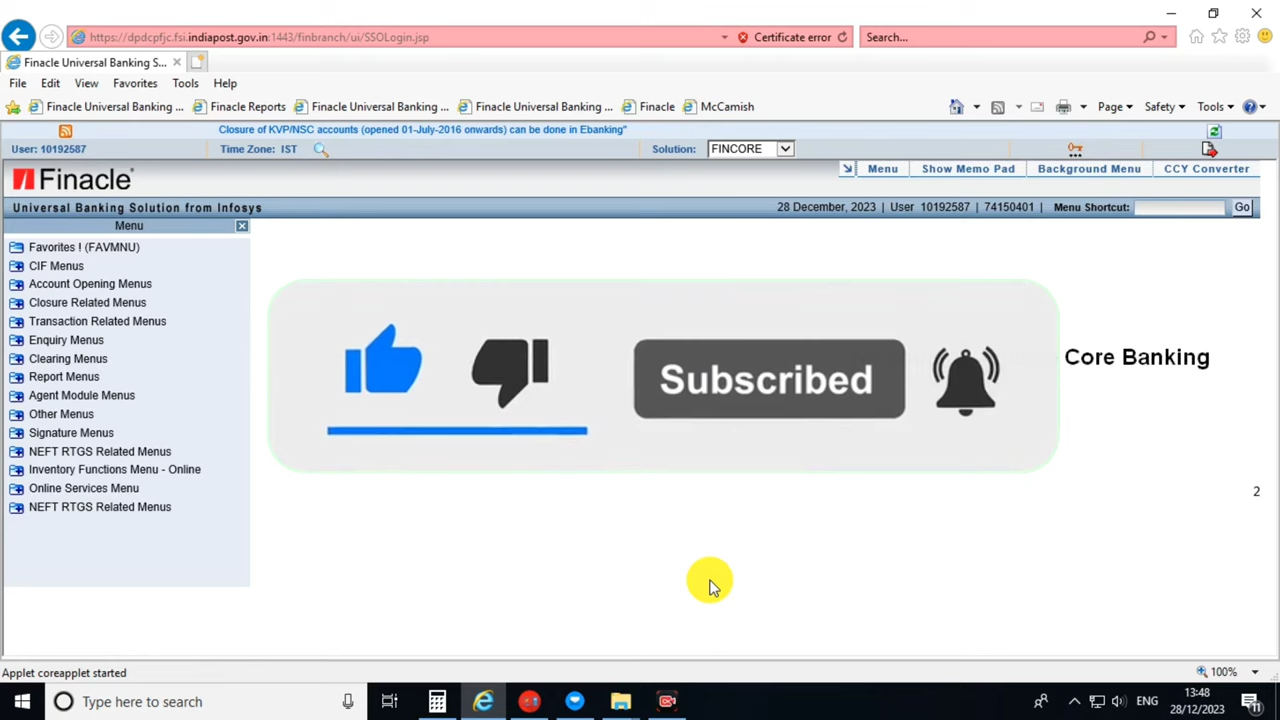 https://dpdcpfjc.fsi.indiapost.gov.in:1443/finbranch/ui/SSOLogin.jsp
Certificate error
Search...
Finacle Universal Banking S...
File Edit View Favorites Tools Help
Finacle Universal Banking ... Finacle Reports Finacle Universal Banking ... Finacle Universal Banking ... Finacle McCamish
Page Safety Tools
Closure of KVP/NSC accounts (opened 01-July-2016 onwards) can be done in Ebanking"
User: 10192587 Time Zone: IST Solution: FINCORE
Menu Show Memo Pad Background Menu CCY Converter
Finacle
Universal Banking Solution from Infosys
28 December, 2023 | User 10192587 | 74150401 | Menu Shortcut: Go
Menu
Favorites ! (FAVMNU)
CIF Menus
Account Opening Menus
Closure Related Menus
Transaction Related Menus
Enquiry Menus
Clearing Menus
Report Menus
Agent Module Menus
Other Menus
Signature Menus
NEFT RTGS Related Menus
Inventory Functions Menu - Online
Online Services Menu
NEFT RTGS Related Menus
Subscribed
Core Banking
2
Applet coreapplet started
100%
Type here to search
ENG
13:48
28/12/2023
11